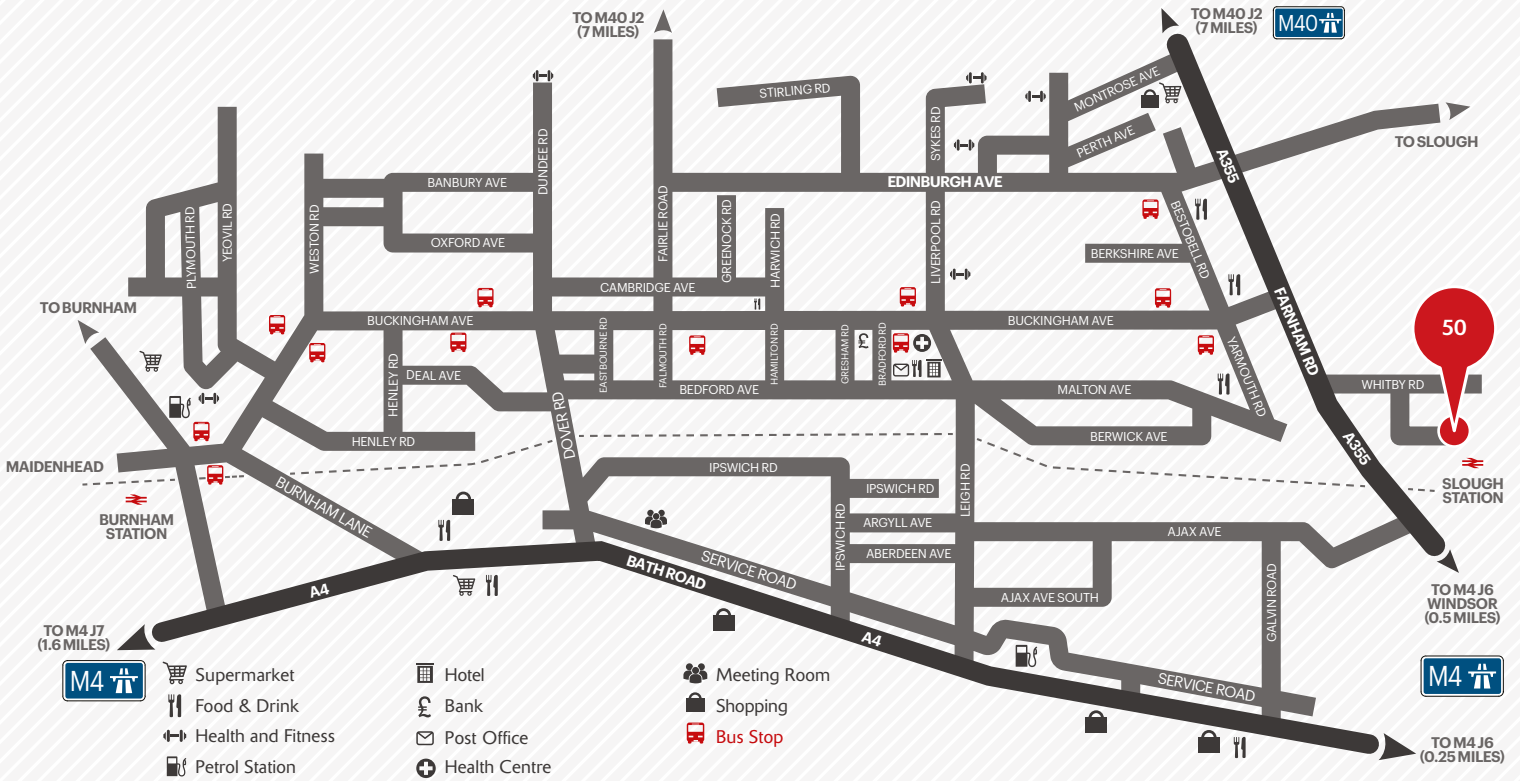 TO M40 J2
(7 MILES)
TO M40 J2
(7 MILES)
M40
STIRLING RD
MONTROSE AVE
SYKES RD
PERTH AVE
TO SLOUGH
DUNDEE RD
A355
BANBURY AVE
EDINBURGH AVE
PLYMOUTH RD
YEOVIL RD
WESTON RD
FAIRLIE ROAD
GREENOCK RD
HARWICH RD
LIVERPOOL RD
BESTOBELL RD
OXFORD AVE
BERKSHIRE AVE
CAMBRIDGE AVE
TO BURNHAM
BUCKINGHAM AVE
BUCKINGHAM AVE
FARNHAM RD
50
EASTBOURNE RD
FALMOUTH RD
HAMILTON RD
GRESHAM RD
BRADFORD RD
£
YARMOUTH RD
HENLEY RD
DEAL AVE
BEDFORD AVE
MALTON AVE
WHITBY RD
DOVER RD
HENLEY RD
BERWICK AVE
A355
MAIDENHEAD
IPSWICH RD
IPSWICH RD
LEIGH RD
SLOUGH
STATION
BURNHAM
STATION
BURNHAM LANE
IPSWICH RD
ARGYLL AVE
AJAX AVE
ABERDEEN AVE
SERVICE ROAD
BATH ROAD
A4
AJAX AVE SOUTH
GALVIN ROAD
TO M4 J6
WINDSOR
(0.5 MILES)
TO M4 J7
(1.6 MILES)
A4
M4
M4
SERVICE ROAD
TO M4 J6
(0.25 MILES)
Supermarket
Food & Drink
Health and Fitness
Petrol Station
Hotel
£ Bank
Post Office
Health Centre
Meeting Room
Shopping
Bus Stop